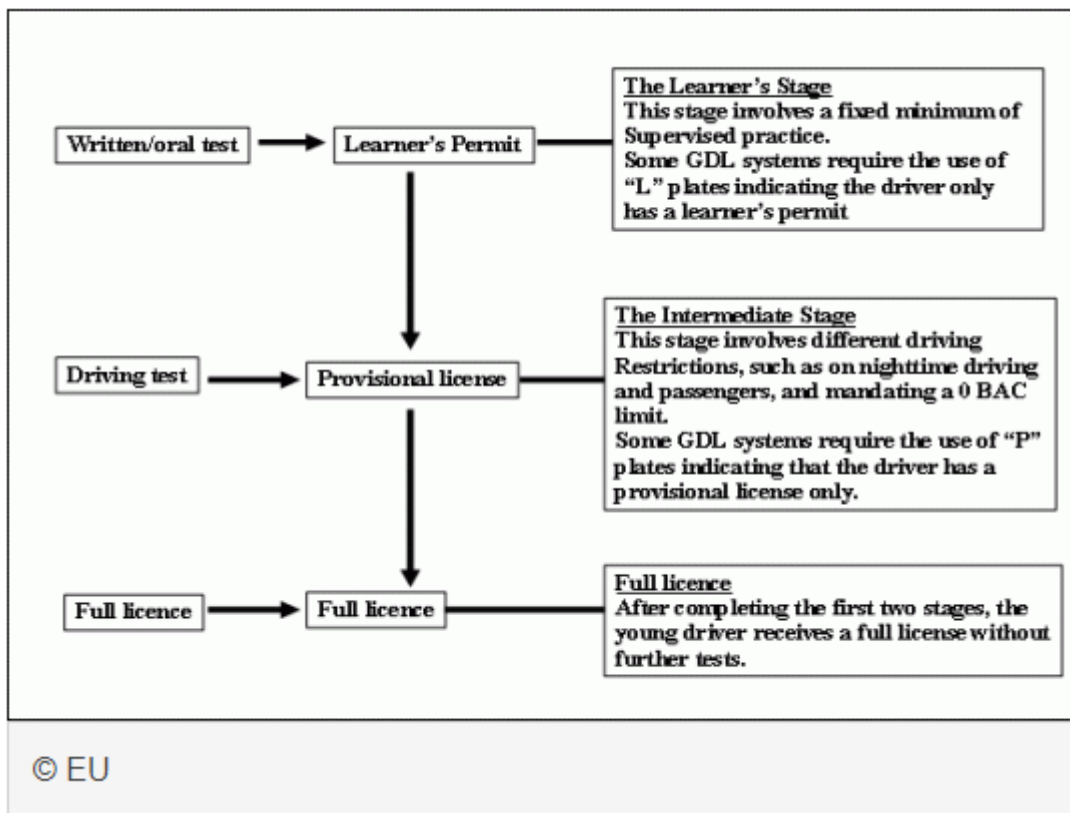 Written/oral test
Learner's Permit
The Learner's Stage
This stage involves a fixed minimum of
Supervised practice.
Some GDL systems require the use of
“L” plates indicating the driver only
has a learner's permit
Driving test
Provisional license
The Intermediate Stage
This stage involves different driving
Restrictions, such as on nighttime driving
and passengers, and mandating a 0 BAC
limit.
Some GDL systems require the use of “P”
plates indicating that the driver has a
provisional license only.
Full licence
Full licence
Full licence
After completing the first two stages, the
young driver receives a full license without
further tests.
© EU